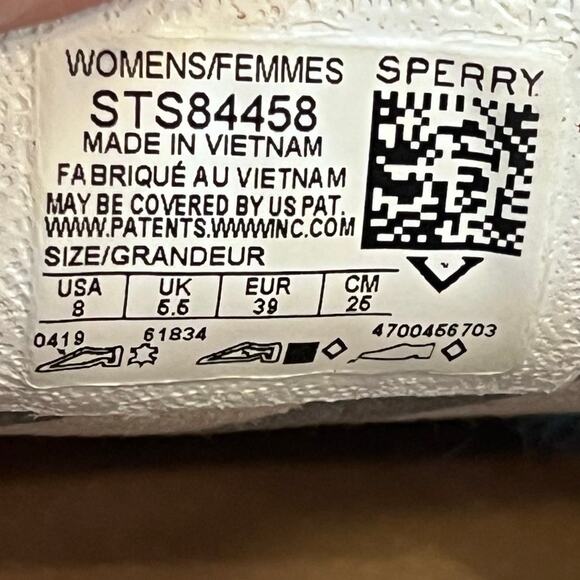 WOMENS/FEMMES SPERRY
STS84458
MADE IN VIETNAM
FABRIQUÉ AU VIETNAM
MAY BE COVERED BY US PAT.
WWW.PATENTS.WWWINC.COM
SIZE/GRANDEUR
USA UK EUR CM
8 5.5 39 25
0419 61834 4700456703